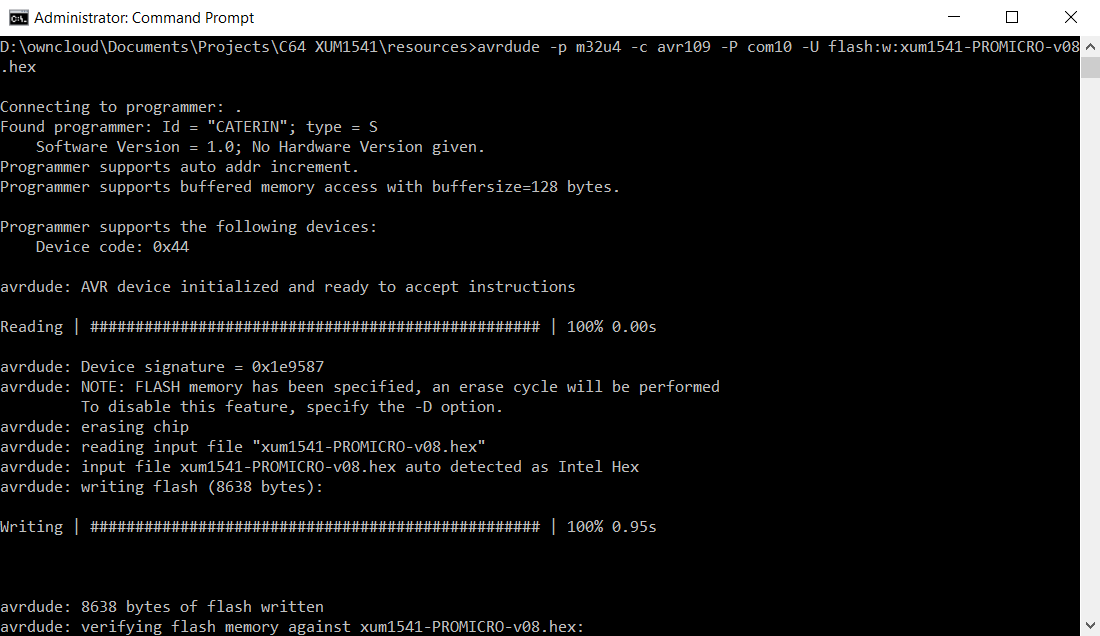 Administrator: Command Prompt
D:\owncloud\Documents\Projects\C64 XUM1541\resources>avrdude -p m32u4 -c avr109 -P com10 -U flash:w:xum1541-PROMICRO-v08
.hex
Connecting to programmer: .
Found programmer: Id = "CATERIN"; type = S
    Software Version = 1.0; No Hardware Version given.
Programmer supports auto addr increment.
Programmer supports buffered memory access with buffersize=128 bytes.
Programmer supports the following devices:
    Device code: 0x44
avrdude: AVR device initialized and ready to accept instructions
Reading | ################################################## | 100% 0.00s
avrdude: Device signature = 0x1e9587
avrdude: NOTE: FLASH memory has been specified, an erase cycle will be performed
         To disable this feature, specify the -D option.
avrdude: erasing chip
avrdude: reading input file "xum1541-PROMICRO-v08.hex"
avrdude: input file xum1541-PROMICRO-v08.hex auto detected as Intel Hex
avrdude: writing flash (8638 bytes):
Writing | ################################################## | 100% 0.95s
avrdude: 8638 bytes of flash written
avrdude: verifying flash memory against xum1541-PROMICRO-v08.hex: